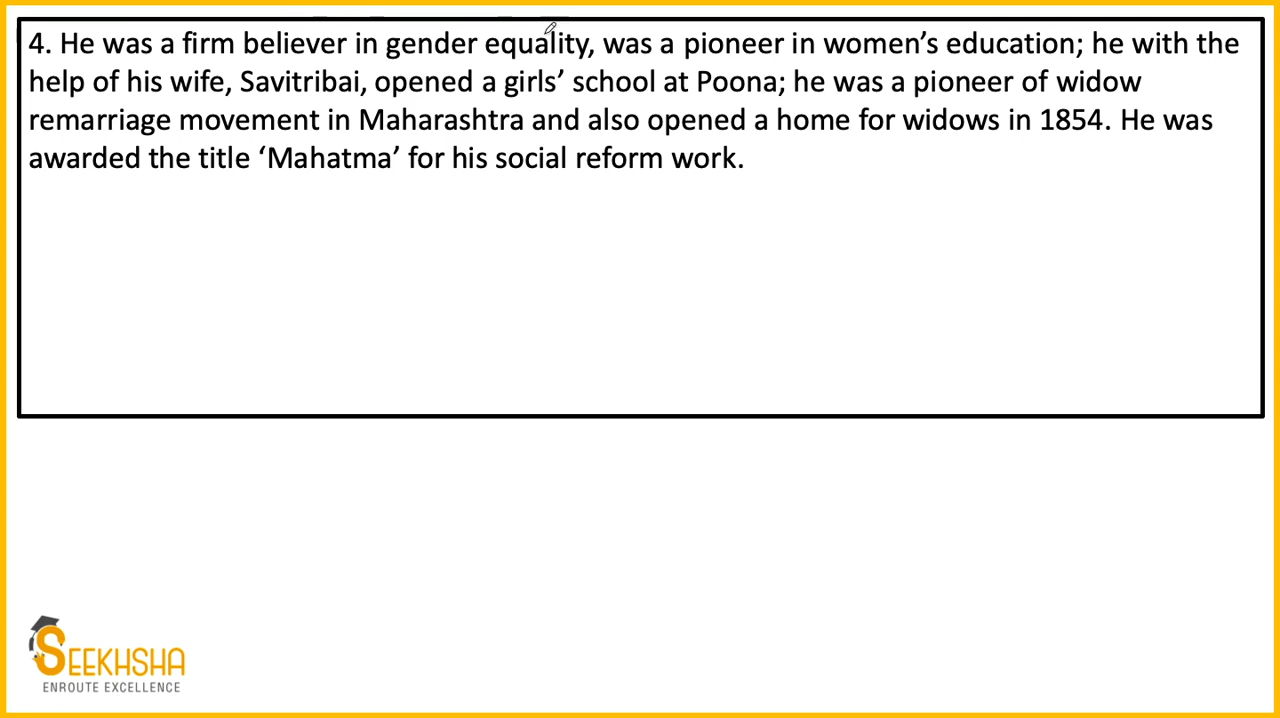 4. He was a firm believer in gender equality, was a pioneer in women’s education; he with the
help of his wife, Savitribai, opened a girls’ school at Poona; he was a pioneer of widow
remarriage movement in Maharashtra and also opened a home for widows in 1854. He was
awarded the title ‘Mahatma’ for his social reform work.
SEEKHSHA
ENROUTE EXCELLENCE